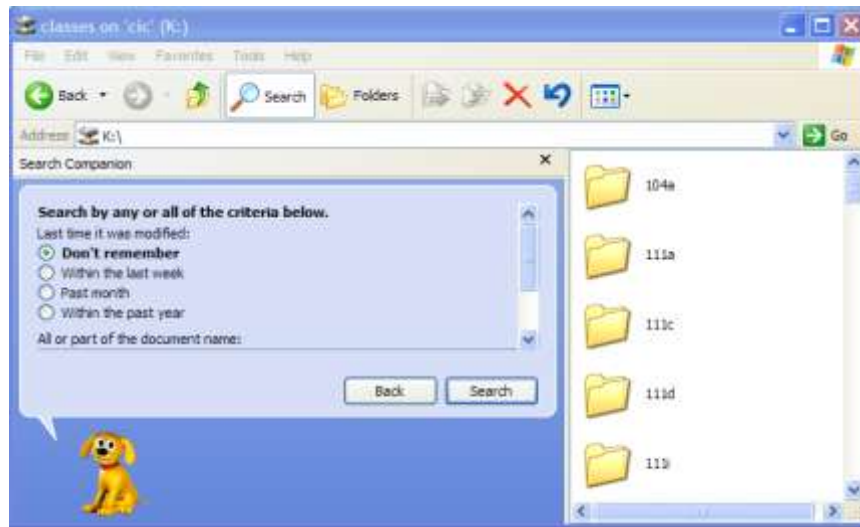 classes on 'cic' (K:)
File Edit View Favorites Tools Help
Back Search Folders
Address K:\ Go
Search Companion
Search by any or all of the criteria below.
Last time it was modified:
Don't remember
Within the last week
Past month
Within the past year
All or part of the document name:
Back Search
104a
111a
111c
111d
111i